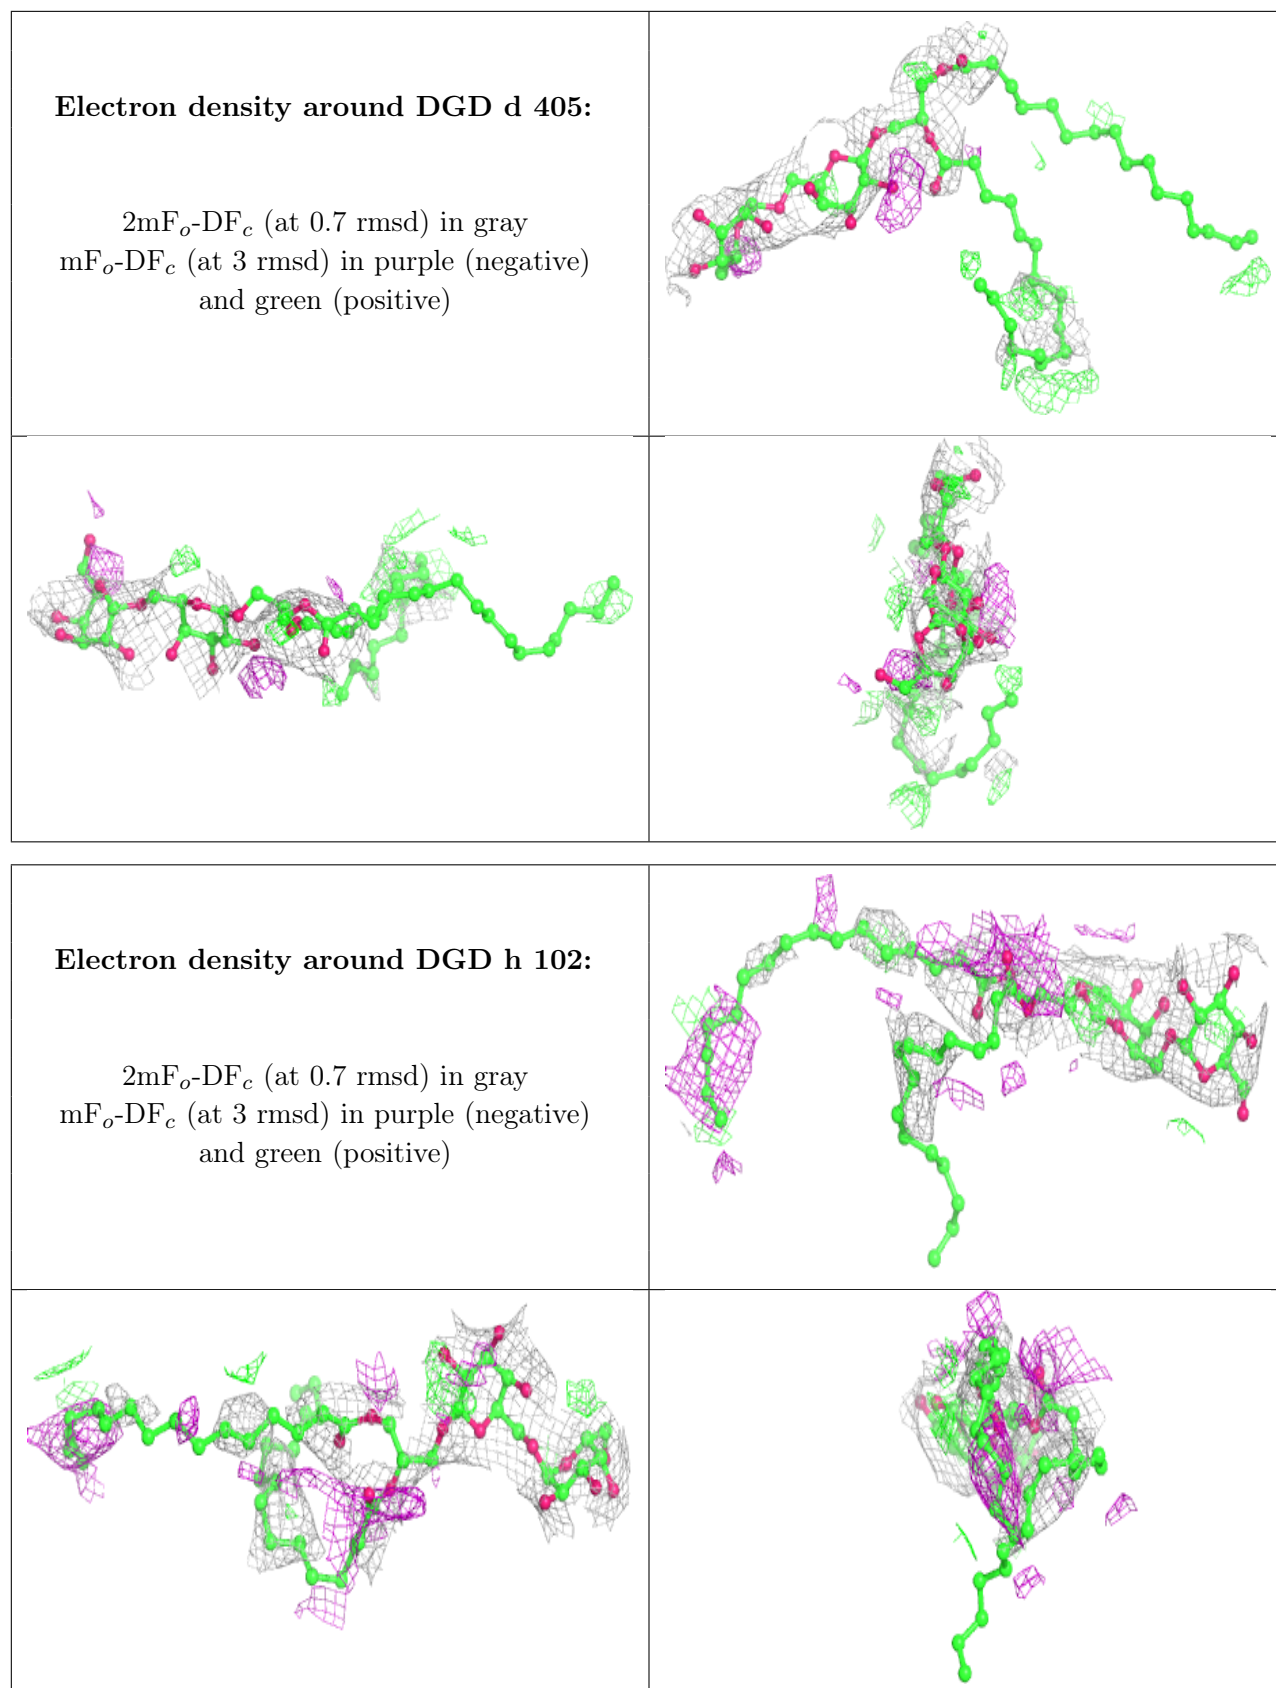 Electron density around DGD d 405:
2mFo-DFc (at 0.7 rmsd) in gray
mFo-DFc (at 3 rmsd) in purple (negative)
and green (positive)
Electron density around DGD h 102:
2mFo-DFc (at 0.7 rmsd) in gray
mFo-DFc (at 3 rmsd) in purple (negative)
and green (positive)